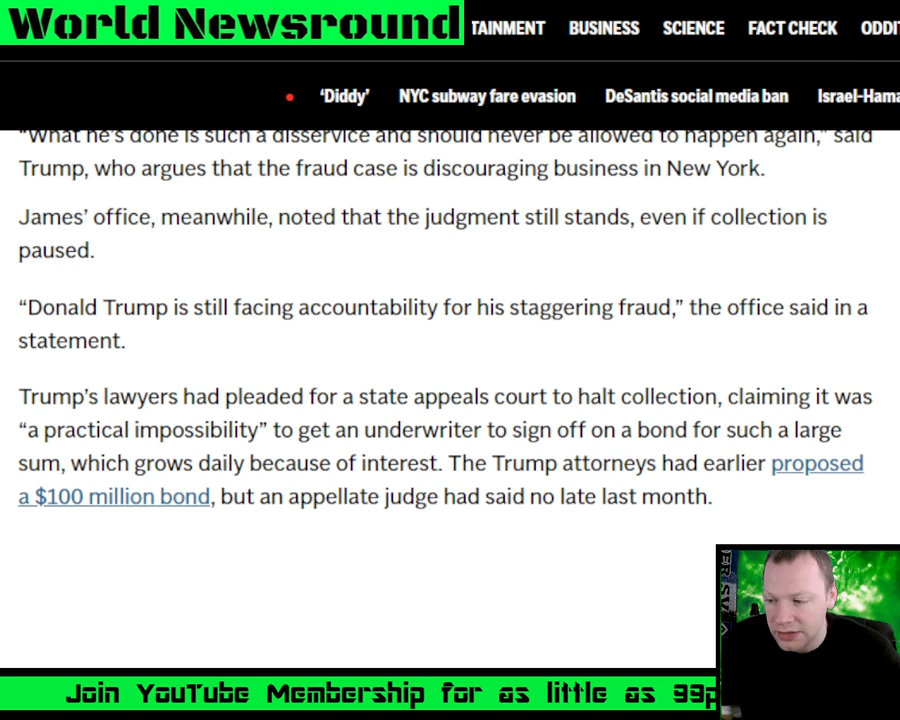 World Newsround
TAINMENT BUSINESS SCIENCE FACT CHECK ODDI
'Diddy' NYC subway fare evasion DeSantis social media ban Israel-Hama
“What he’s done is such a disservice and should never be allowed to happen again,” said
Trump, who argues that the fraud case is discouraging business in New York.
James’ office, meanwhile, noted that the judgment still stands, even if collection is
paused.
“Donald Trump is still facing accountability for his staggering fraud,” the office said in a
statement.
Trump’s lawyers had pleaded for a state appeals court to halt collection, claiming it was
“a practical impossibility” to get an underwriter to sign off on a bond for such a large
sum, which grows daily because of interest. The Trump attorneys had earlier proposed
a $100 million bond, but an appellate judge had said no late last month.
Join YouTube Membership for as little as 99p